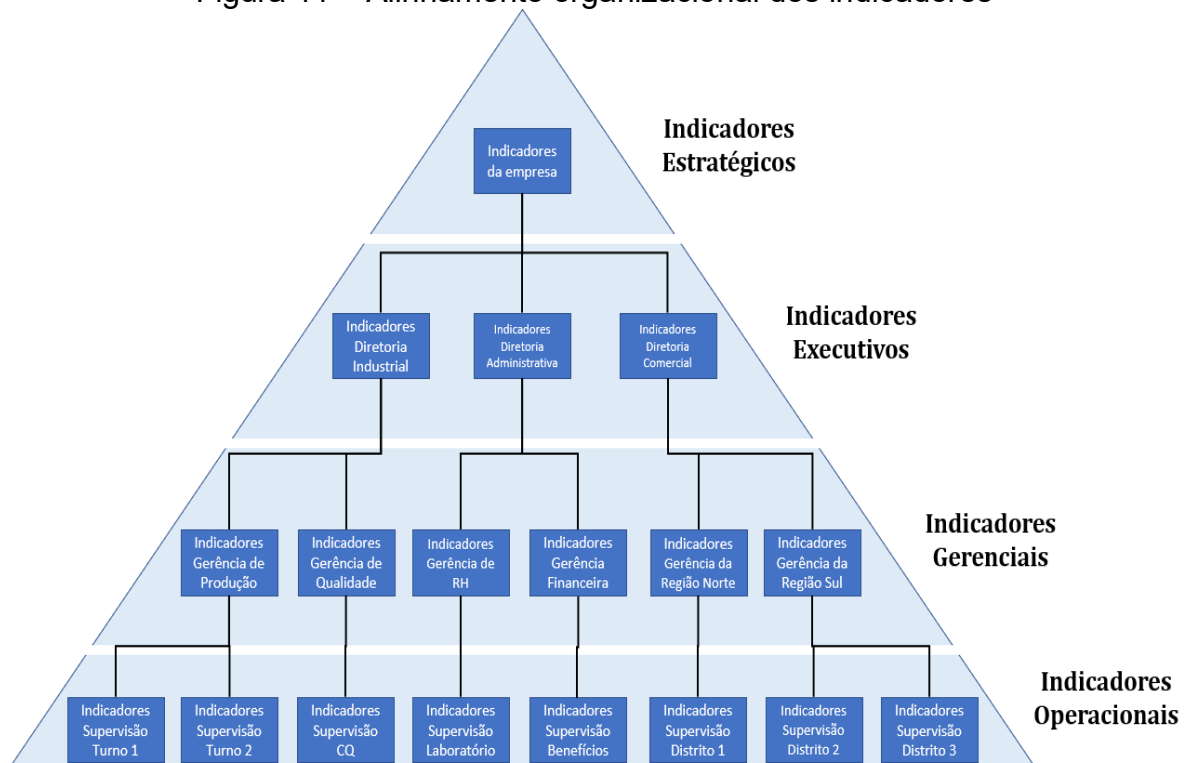 Alinhamento organizacional dos indicadores
Indicadores
da empresa
Indicadores
Estratégicos
Indicadores
Diretoria
Industrial
Indicadores
Diretoria
Administrativa
Indicadores
Diretoria
Comercial
Indicadores
Executivos
Indicadores
Gerência de
Produção
Indicadores
Gerência de
Qualidade
Indicadores
Gerência de
RH
Indicadores
Gerência
Financeira
Indicadores
Gerência da
Região Norte
Indicadores
Gerência da
Região Sul
Indicadores
Gerenciais
Indicadores
Supervisão
Turno 1
Indicadores
Supervisão
Turno 2
Indicadores
Supervisão
CQ
Indicadores
Supervisão
Laboratório
Indicadores
Supervisão
Benefícios
Indicadores
Supervisão
Distrito 1
Indicadores
Supervisão
Distrito 2
Indicadores
Supervisão
Distrito 3
Indicadores
Operacionais